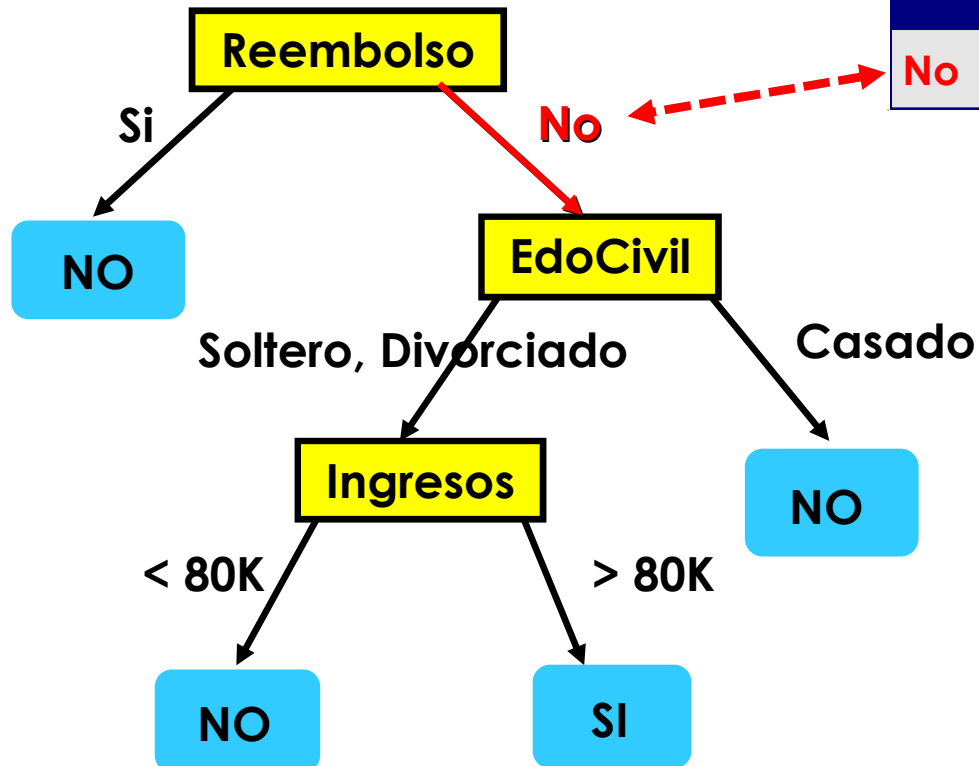 Reembolso
No
Si
No
NO
EdoCivil
Soltero, Divorciado
Casado
Ingresos
NO
< 80K
> 80K
NO
SI